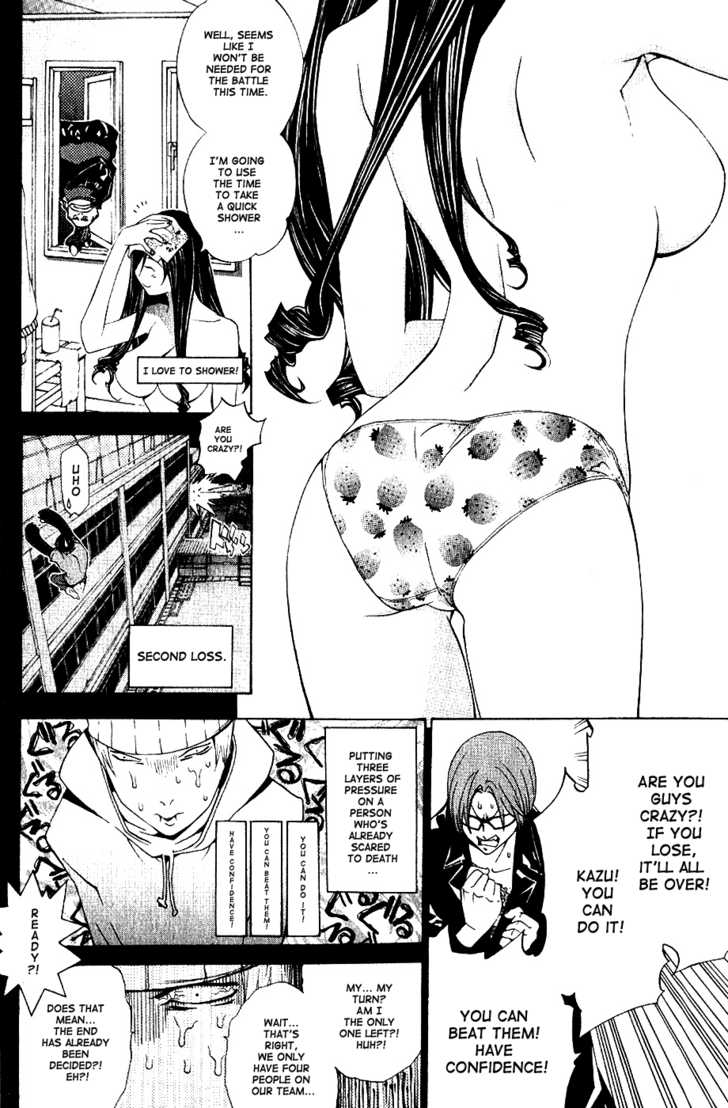 WELL, SEEMS
LIKE I
WON'T BE
NEEDED FOR
THE BATTLE
THIS TIME.
I'M GOING
TO USE
THE TIME
TO TAKE
A QUICK
SHOWER
...
I LOVE TO SHOWER!
ARE
YOU
CRAZY?!
UHO
SECOND LOSS.
ARE YOU
GUYS
CRAZY?!
IF YOU
LOSE,
IT'LL ALL
BE OVER!
KAZU!
YOU
CAN
DO IT!
YOU CAN
BEAT THEM!
HAVE
CONFIDENCE!
PUTTING
THREE
LAYERS OF
PRESSURE
ON A
PERSON
WHO'S
ALREADY
SCARED
TO DEATH
...
YOU CAN DO IT!
YOU CAN BEAT THEM!
HAVE CONFIDENCE!
READY?!
MY... MY
TURN?
AM I
THE ONLY
ONE LEFT?!
HUH?!
WAIT...
THAT'S
RIGHT,
WE ONLY
HAVE FOUR
PEOPLE ON
OUR TEAM...
DOES THAT
MEAN...
THE END
HAS ALREADY
BEEN
DECIDED?!
EH?!